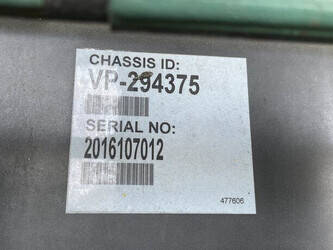 CHASSIS ID:
VP-294375
SERIAL NO:
2016107012
477606